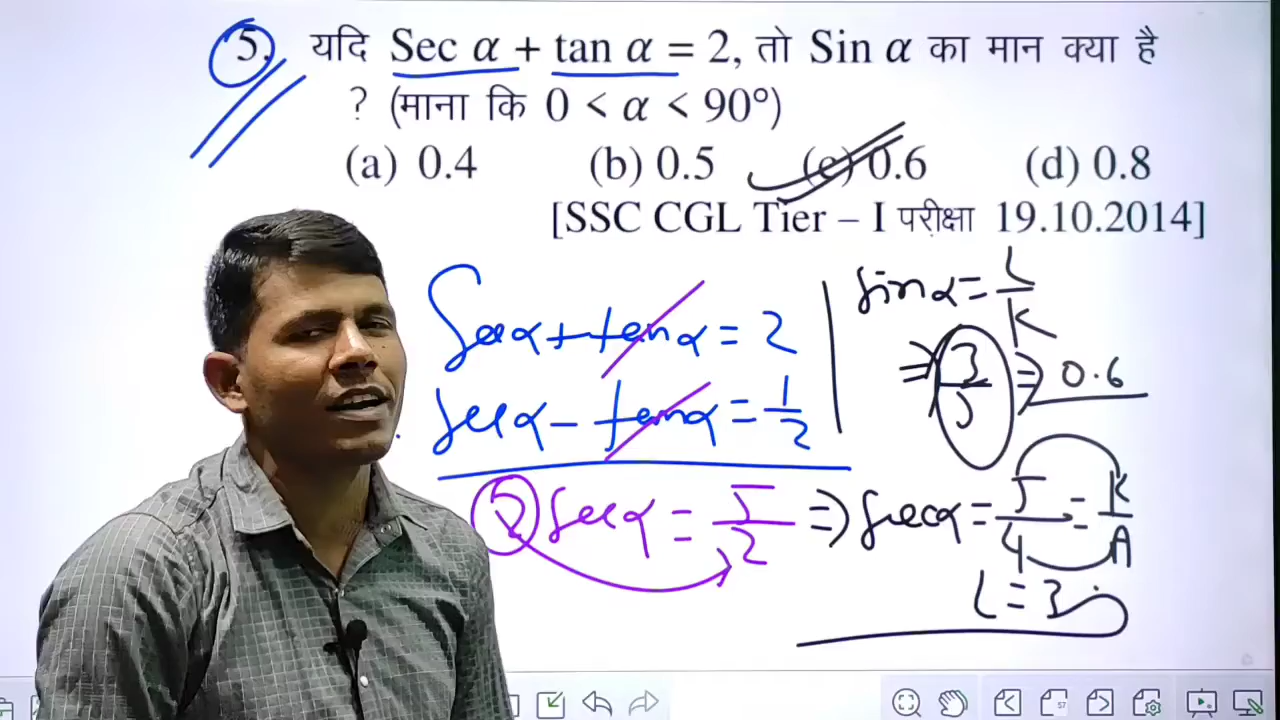 5. यदि Sec α + tan α = 2, तो Sin α का मान क्या है
? (माना कि 0 < α < 90°)
(a) 0.4 (b) 0.5 (c) 0.6 (d) 0.8
[SSC CGL Tier – I परीक्षा 19.10.2014]
Secα + tanα = 2
secα – tanα = 1/2
2 secα = 5/2 ⇒ secα = 5/4 = K/A
L = 3
sinα = L/K
⇒ 3/5 ⇒ 0.6
57